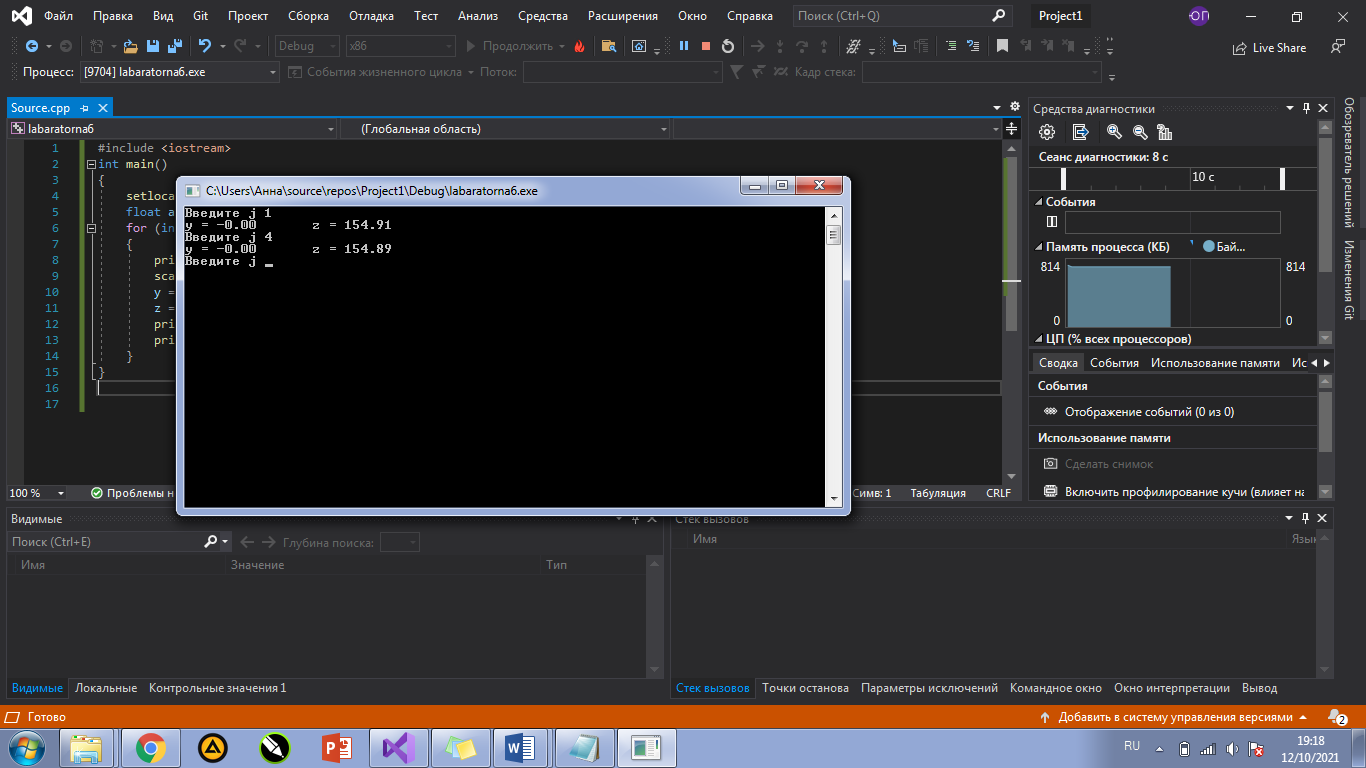 Файл Правка Вид Git Проект Сборка Отладка Тест Анализ Средства Расширения Окно Справка Поиск (Ctrl+Q) Project1 ОП
Debug x86 Продолжить Live Share
Процесс: [9704] labaratorna6.exe События жизненного цикла Поток: Кадр стека:
Source.cpp
labaratorna6 (Глобальная область)
1 #include <iostream>
2 int main()
3 {
4 setloca
5 float a
6 for (in
7 {
8 pri
9 sca
10 y =
11 z =
12 pri
13 pri
14 }
15 }
16
17
C:\Users\Анна\source\repos\Project1\Debug\labaratorna6.exe
Введите j 1
y = -0.00 z = 154.91
Введите j 4
y = -0.00 z = 154.89
Введите j _
100 % Проблемы н Симв: 1 Табуляция CRLF
Средства диагностики
Сеанс диагностики: 8 с
10 с
События
Память процесса (КБ) Бай...
814 814
0 0
ЦП (% всех процессоров)
Сводка События Использование памяти Ис
События
Отображение событий (0 из 0)
Использование памяти
Сделать снимок
Включить профилирование кучи (влияет на
Обозреватель решений
Изменения Git
Видимые
Поиск (Ctrl+E) Глубина поиска:
Имя Значение Тип
Видимые Локальные Контрольные значения 1
Стек вызовов
Имя Язык
Стек вызовов Точки останова Параметры исключений Командное окно Окно интерпретации Вывод
Готово Добавить в систему управления версиями 2
RU 19:18
12/10/2021